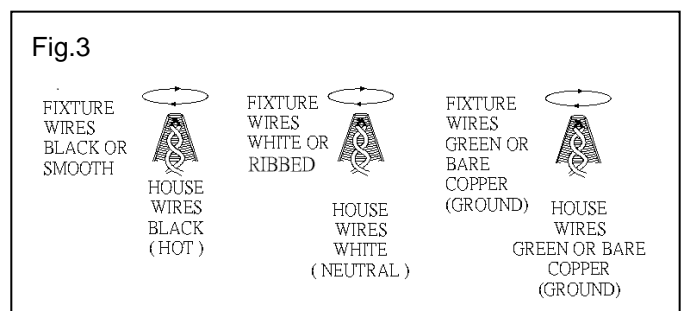 Fig.3
FIXTURE
WIRES
BLACK OR
SMOOTH
HOUSE
WIRES
BLACK
( HOT )
FIXTURE
WIRES
WHITE OR
RIBBED
HOUSE
WIRES
WHITE
( NEUTRAL )
FIXTURE
WIRES
GREEN OR
BARE
COPPER
(GROUND)
HOUSE
WIRES
GREEN OR BARE
COPPER
(GROUND)